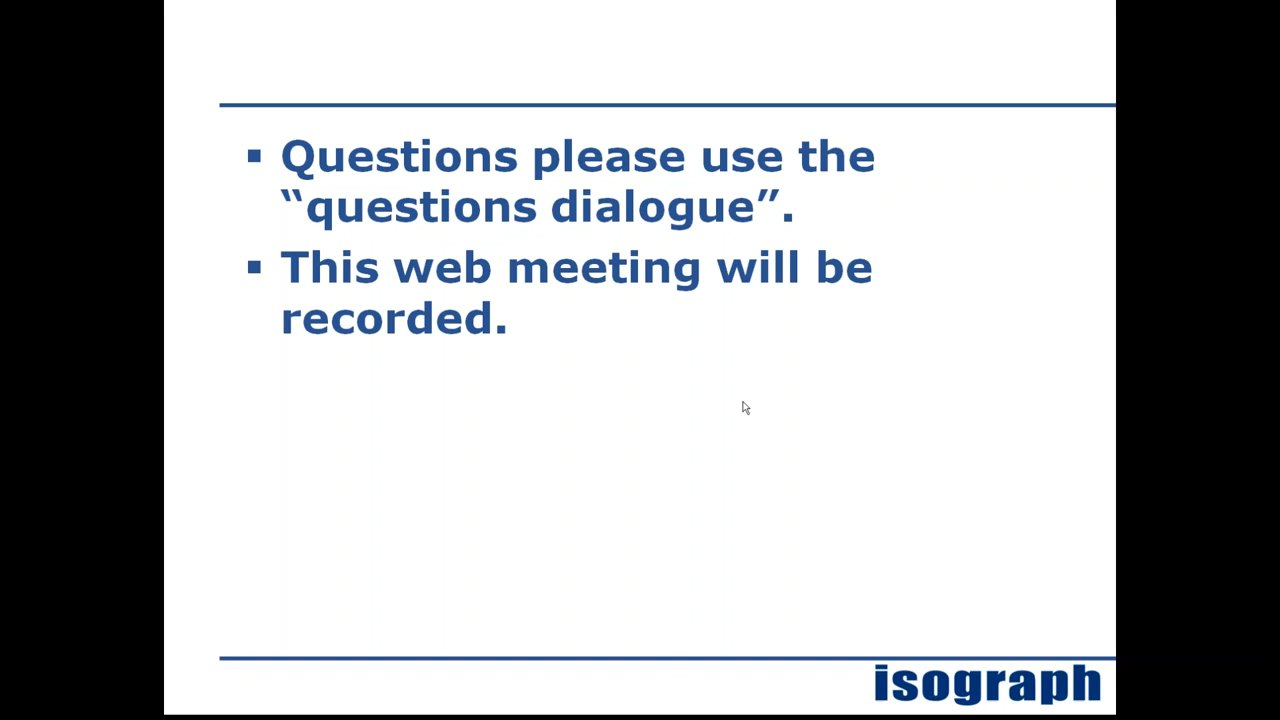 ▪ Questions please use the
“questions dialogue”.
▪ This web meeting will be
recorded.
isograph